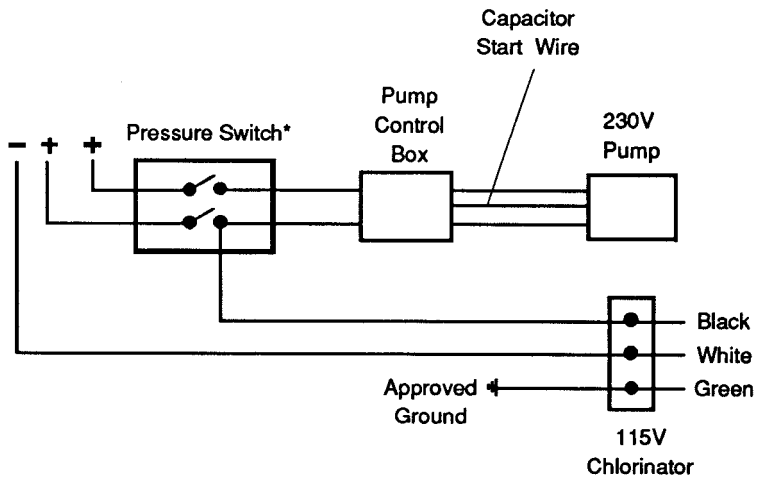 Capacitor
Start Wire
Pump
Control
Box
230V
Pump
Pressure Switch*
- + +
Black
White
Approved
Ground
Green
115V
Chlorinator